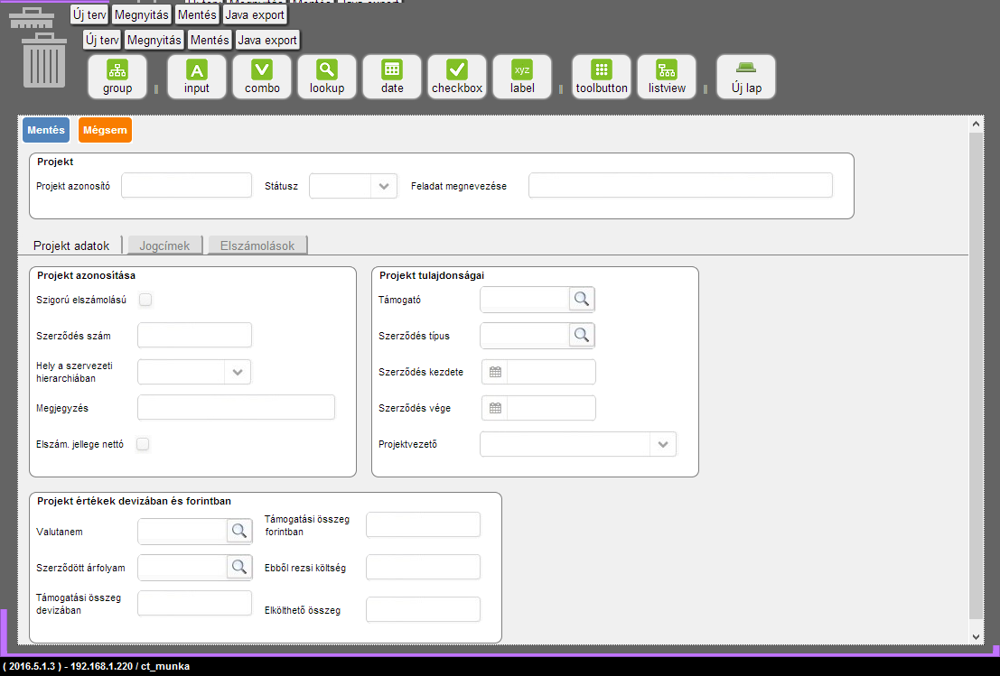 Új terv Megnyitás Mentés Java export
Új terv Megnyitás Mentés Java export
group input combo lookup date checkbox xyz label toolbutton listview Új lap
Mentés Mégsem
Projekt
Projekt azonosító Státusz Feladat megnevezése
Projekt adatok Jogcímek Elszámolások
Projekt azonosítása
Szigorú elszámolású
Szerződés szám
Hely a szervezeti
hierarchiában
Megjegyzés
Elszám. jellege nettó
Projekt tulajdonságai
Támogató
Szerződés típus
Szerződés kezdete
Szerződés vége
Projektvezető
Projekt értékek devizában és forintban
Valutanem
Szerződött árfolyam
Támogatási összeg
devizában
Támogatási összeg
forintban
Ebből rezsi költség
Elkölthető összeg
( 2016.5.1.3 ) - 192.168.1.220 / ct_munka